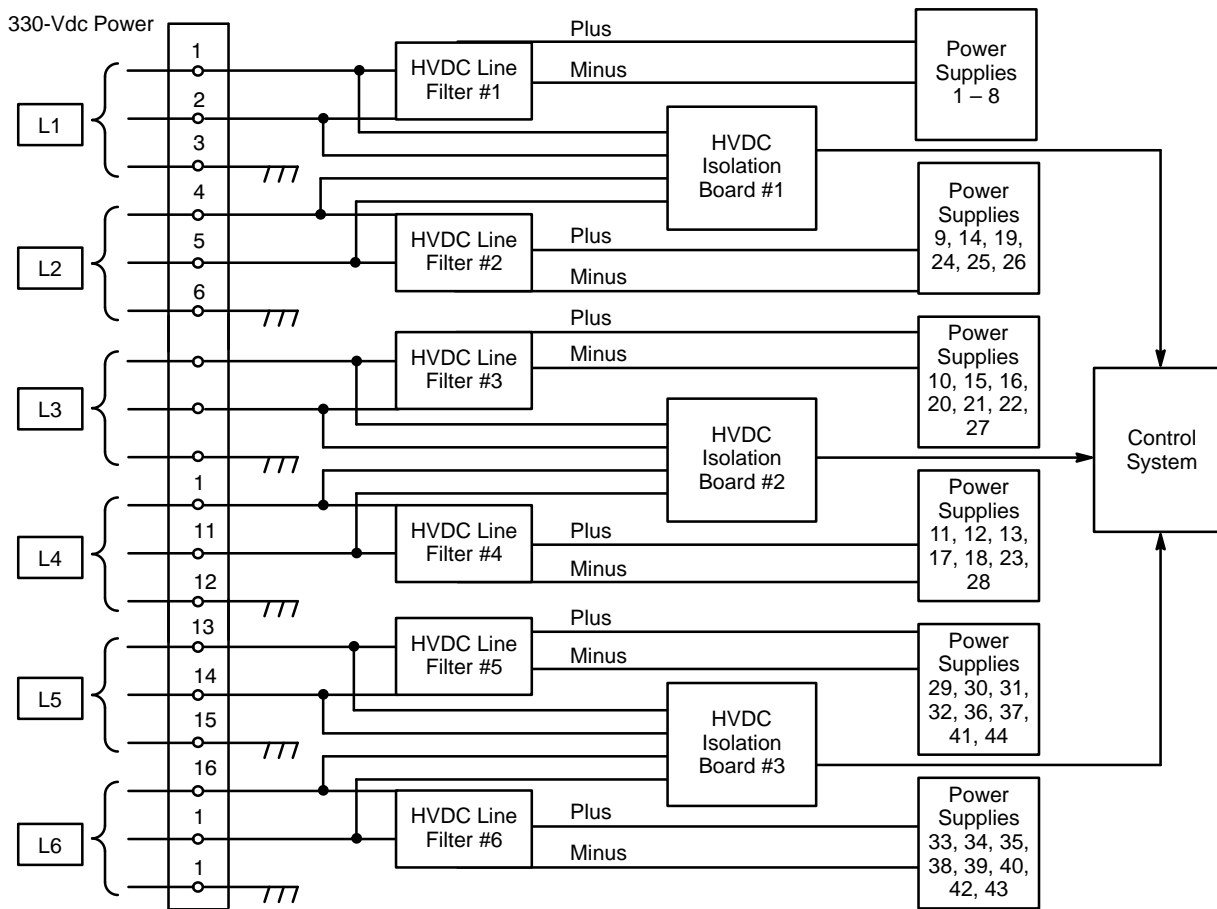 330-Vdc Power
L1
1
2
3
HVDC Line
Filter #1
Plus
Minus
Power
Supplies
1 – 8
HVDC
Isolation
Board #1
L2
4
5
6
HVDC Line
Filter #2
Plus
Minus
Power
Supplies
9, 14, 19,
24, 25, 26
L3
HVDC Line
Filter #3
Plus
Minus
Power
Supplies
10, 15, 16,
20, 21, 22,
27
HVDC
Isolation
Board #2
Control
System
L4
1
11
12
HVDC Line
Filter #4
Plus
Minus
Power
Supplies
11, 12, 13,
17, 18, 23,
28
L5
13
14
15
HVDC Line
Filter #5
Plus
Minus
Power
Supplies
29, 30, 31,
32, 36, 37,
41, 44
HVDC
Isolation
Board #3
L6
16
1
1
HVDC Line
Filter #6
Plus
Minus
Power
Supplies
33, 34, 35,
38, 39, 40,
42, 43